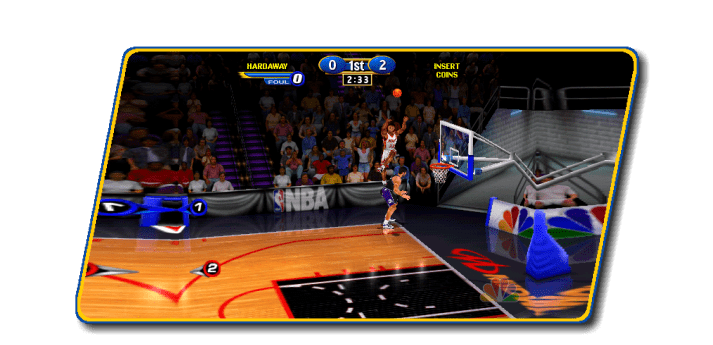 HARDAWAY 0 1st 2 INSERT
COINS
FOUL 0 2:33
NBA
1
2